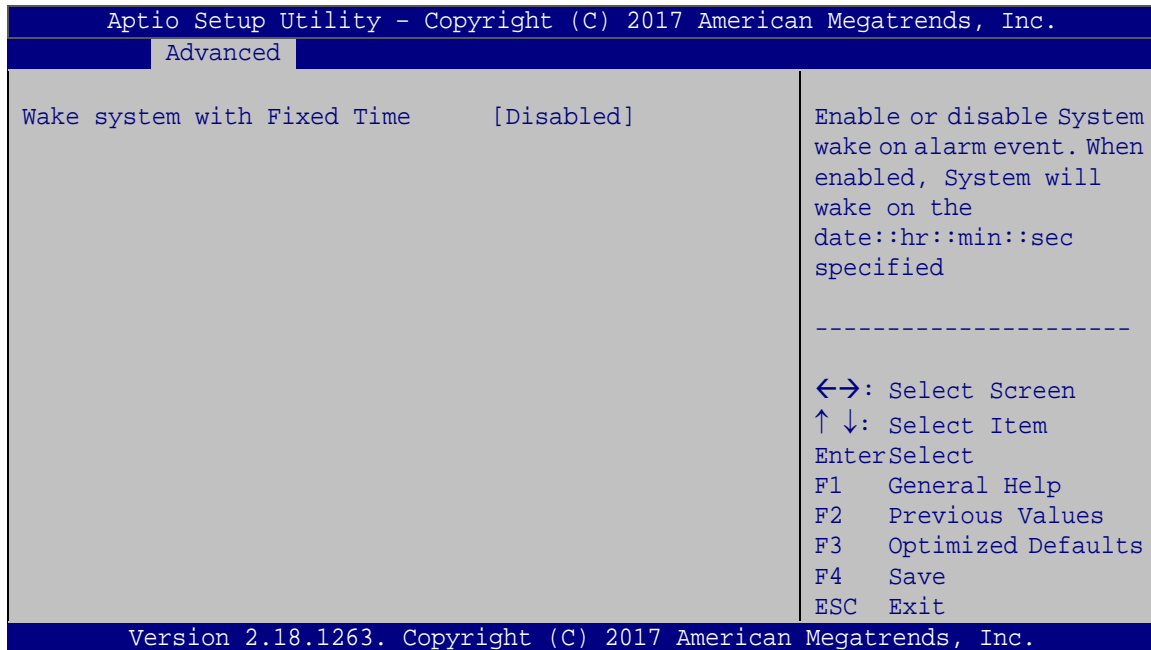 Aptio Setup Utility – Copyright (C) 2017 American Megatrends, Inc.
Advanced
Wake system with Fixed Time [Disabled]
Enable or disable System
wake on alarm event. When
enabled, System will
wake on the
date::hr::min::sec
specified
----------------------
←→: Select Screen
↑ ↓: Select Item
EnterSelect
F1 General Help
F2 Previous Values
F3 Optimized Defaults
F4 Save
ESC Exit
Version 2.18.1263. Copyright (C) 2017 American Megatrends, Inc.